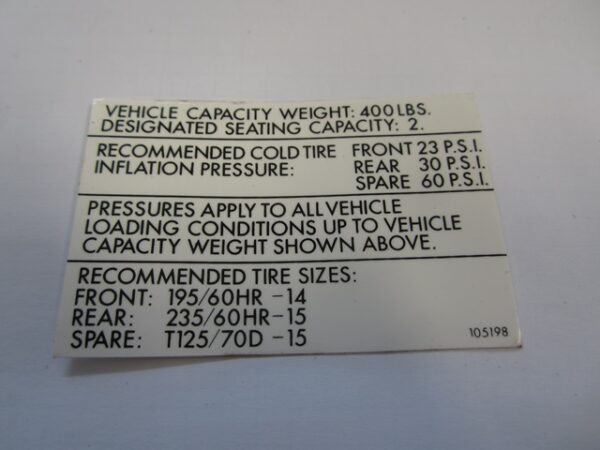 VEHICLE CAPACITY WEIGHT: 400 LBS.
DESIGNATED SEATING CAPACITY: 2.
RECOMMENDED COLD TIRE FRONT 23 P.S.I.
INFLATION PRESSURE: REAR 30 P.S.I.
SPARE 60 P.S.I.
PRESSURES APPLY TO ALL VEHICLE
LOADING CONDITIONS UP TO VEHICLE
CAPACITY WEIGHT SHOWN ABOVE.
RECOMMENDED TIRE SIZES:
FRONT: 195/60HR -14
REAR: 235/60HR-15
SPARE: T125/70D -15
105198